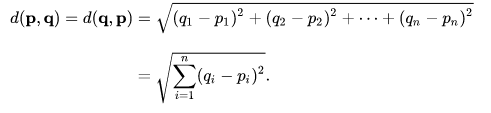 d(𝐩, 𝐪) = d(𝐪, 𝐩) = √((q₁ − p₁)² + (q₂ − p₂)² + ⋯ + (qₙ − pₙ)²)
= √(∑ᵢ₌₁ⁿ (qᵢ − pᵢ)²).